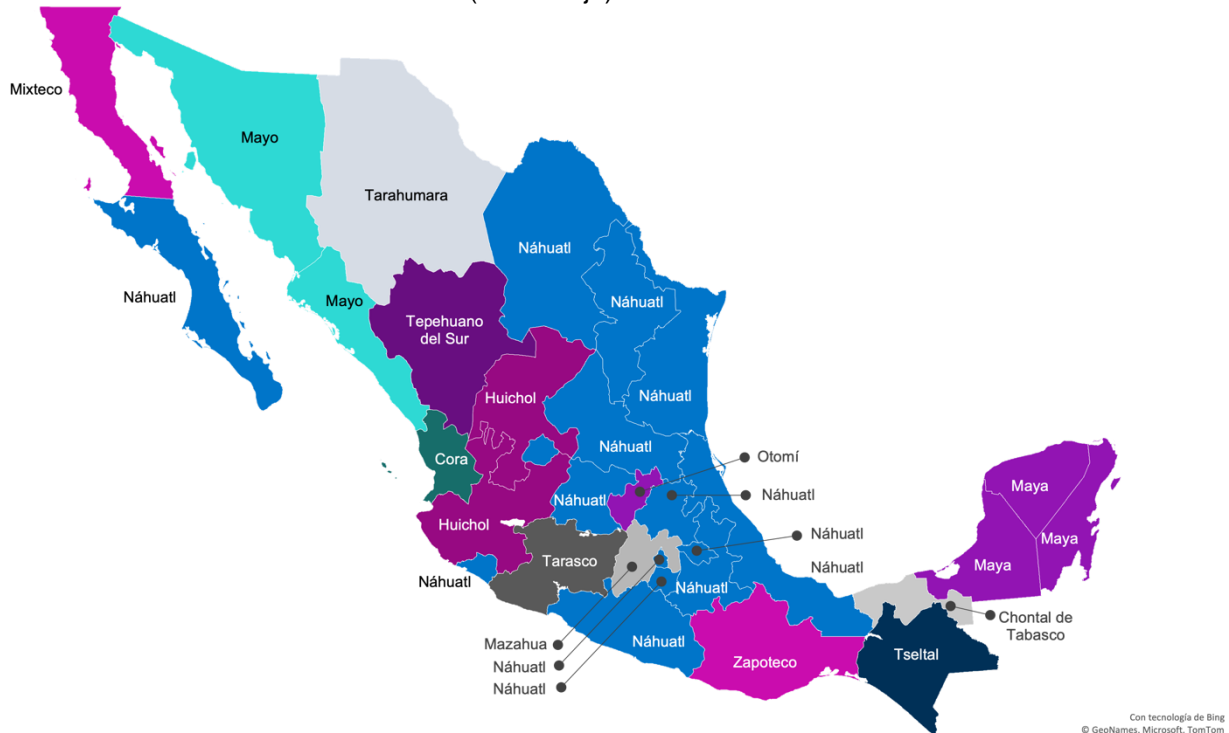 Mixteco
Mayo
Tarahumara
Náhuatl
Náhuatl
Náhuatl
Mayo
Tepehuano
del Sur
Huichol
Náhuatl
Náhuatl
Cora
Otomí
Náhuatl
Náhuatl
Maya
Huichol
Náhuatl
Maya
Tarasco
Náhuatl
Maya
Náhuatl
Náhuatl
Chontal de
Tabasco
Mazahua
Náhuatl
Zapoteco
Tseltal
Náhuatl
Náhuatl
Con tecnología de Bing
© GeoNames, Microsoft, TomTom